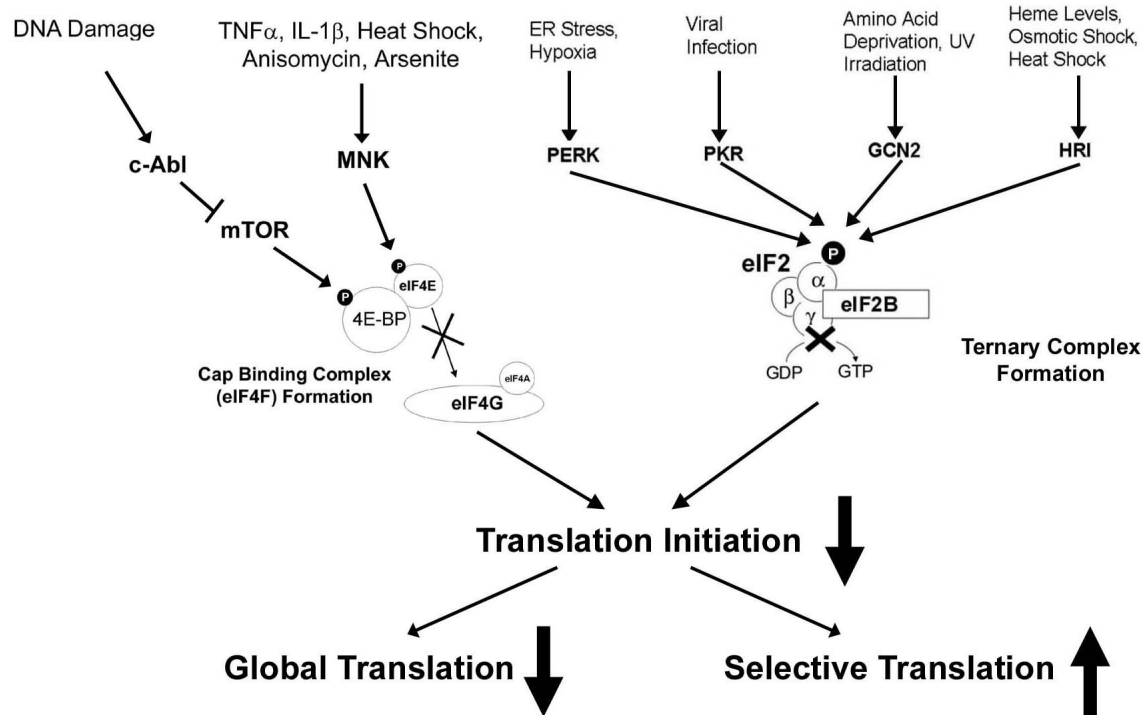 DNA Damage
TNFα, IL-1β, Heat Shock,
Anisomycin, Arsenite
ER Stress,
Hypoxia
Viral
Infection
Amino Acid
Deprivation, UV
Irradiation
Heme Levels,
Osmotic Shock,
Heat Shock
c-Abl
MNK
PERK
PKR
GCN2
HRI
mTOR
P
P
eIF4E
4E-BP
Cap Binding Complex
(eIF4F) Formation
eIF4A
eIF4G
P
eIF2
α
β
γ
eIF2B
GDP
GTP
Ternary Complex
Formation
Translation Initiation
Global Translation
Selective Translation